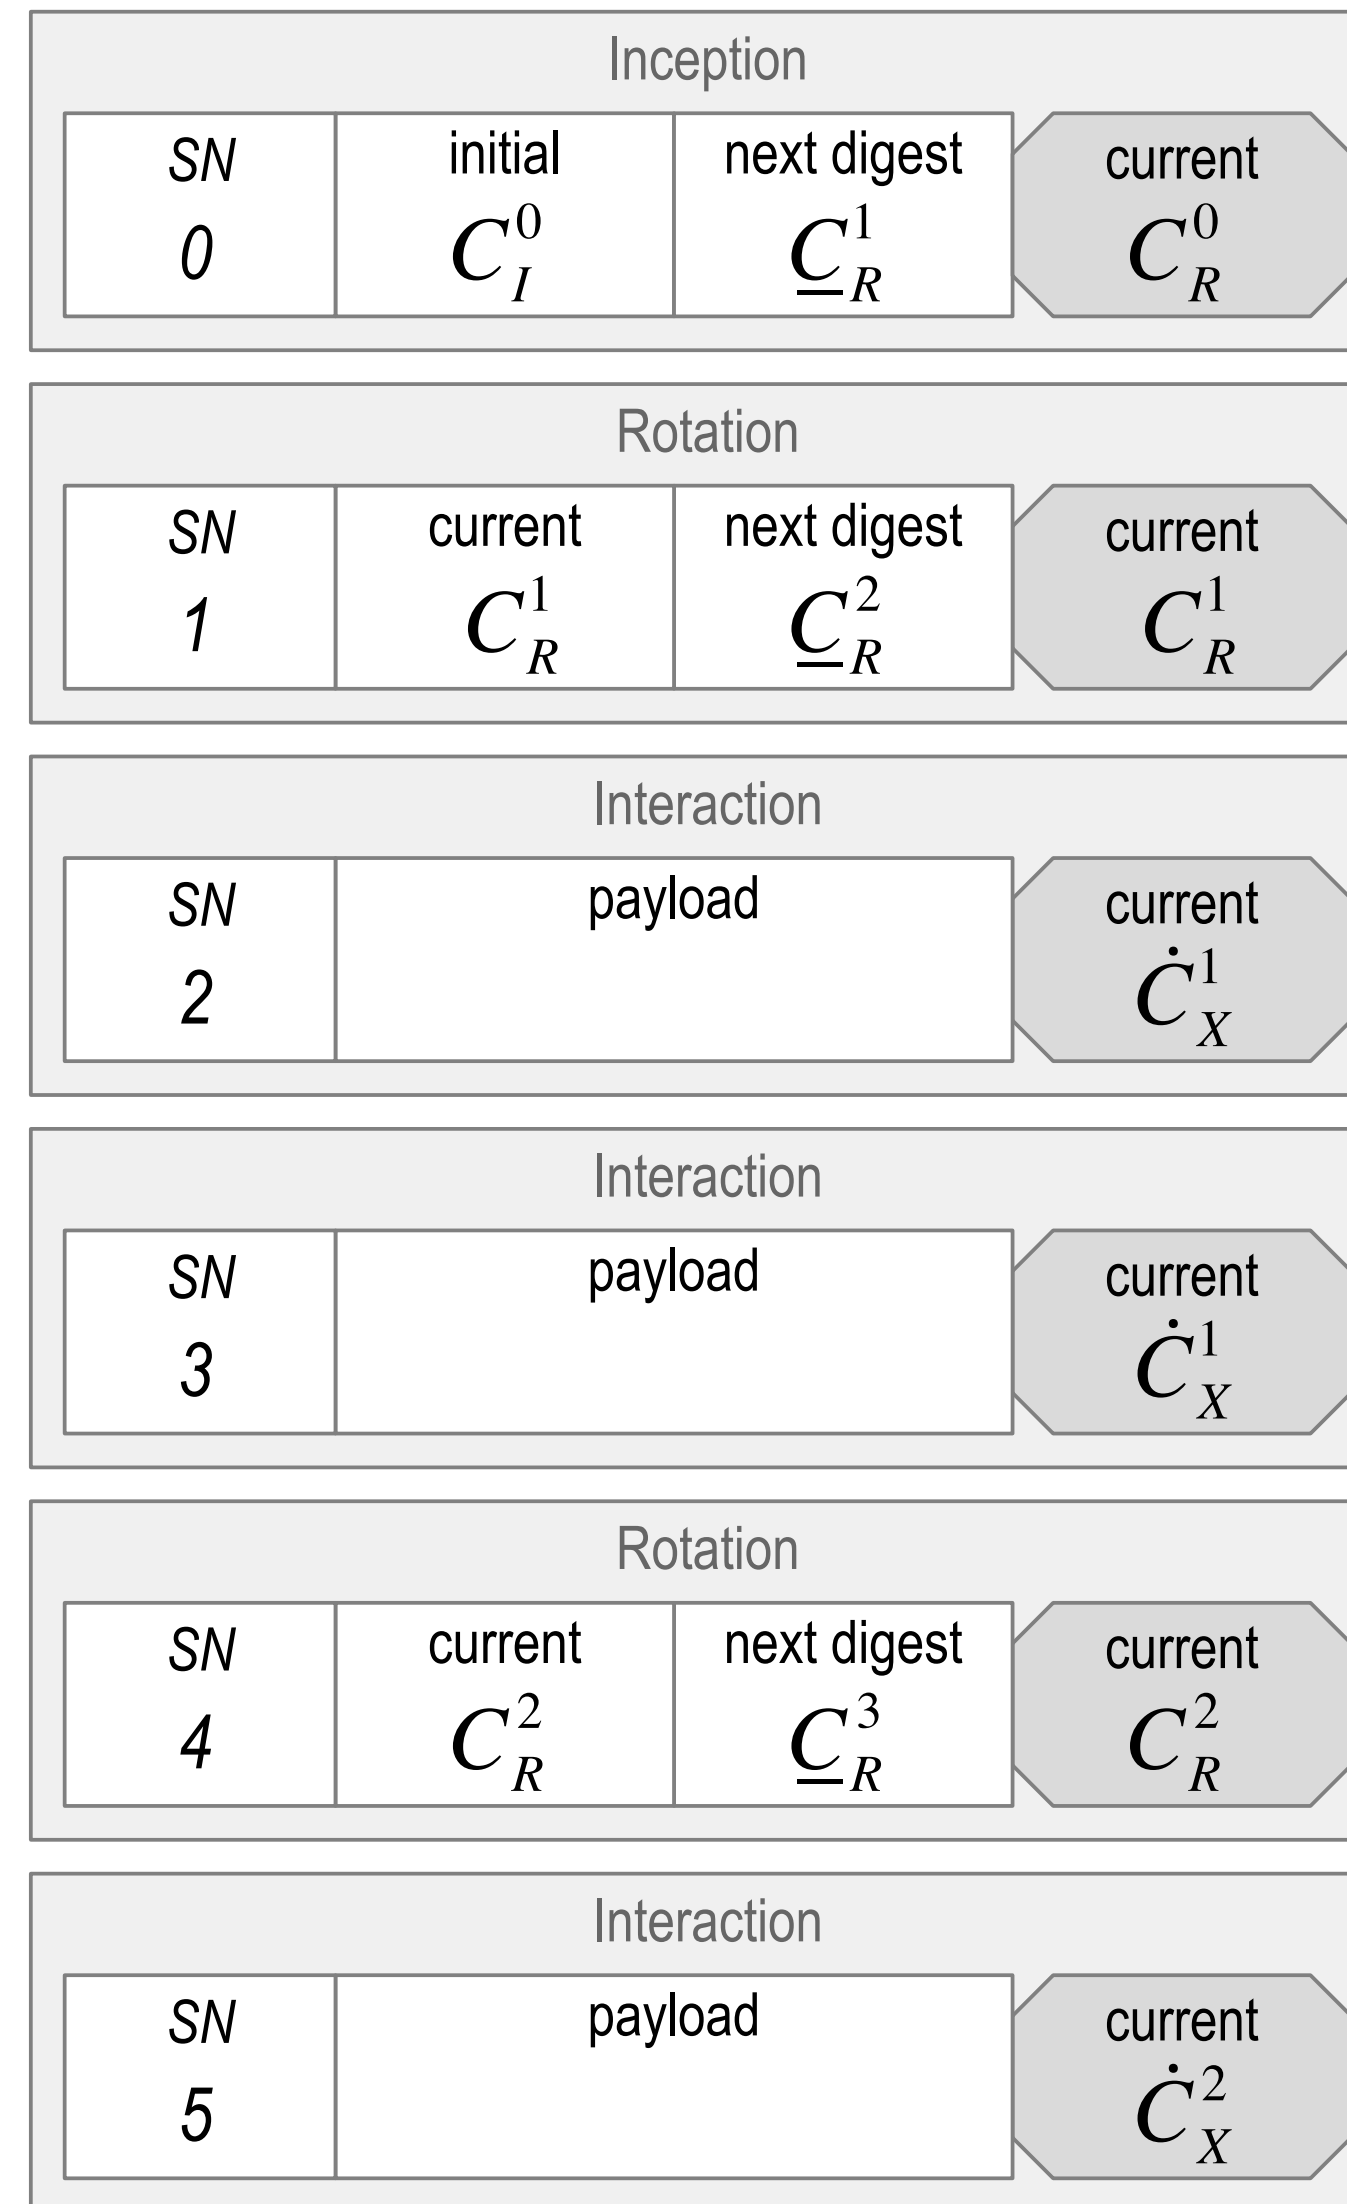 Inception
SN initial next digest current
0 C_I^0 C̲_R^1 C_R^0
Rotation
SN current next digest current
1 C_R^1 C̲_R^2 C_R^1
Interaction
SN payload current
2 Ċ_X^1
Interaction
SN payload current
3 Ċ_X^1
Rotation
SN current next digest current
4 C_R^2 C̲_R^3 C_R^2
Interaction
SN payload current
5 Ċ_X^2